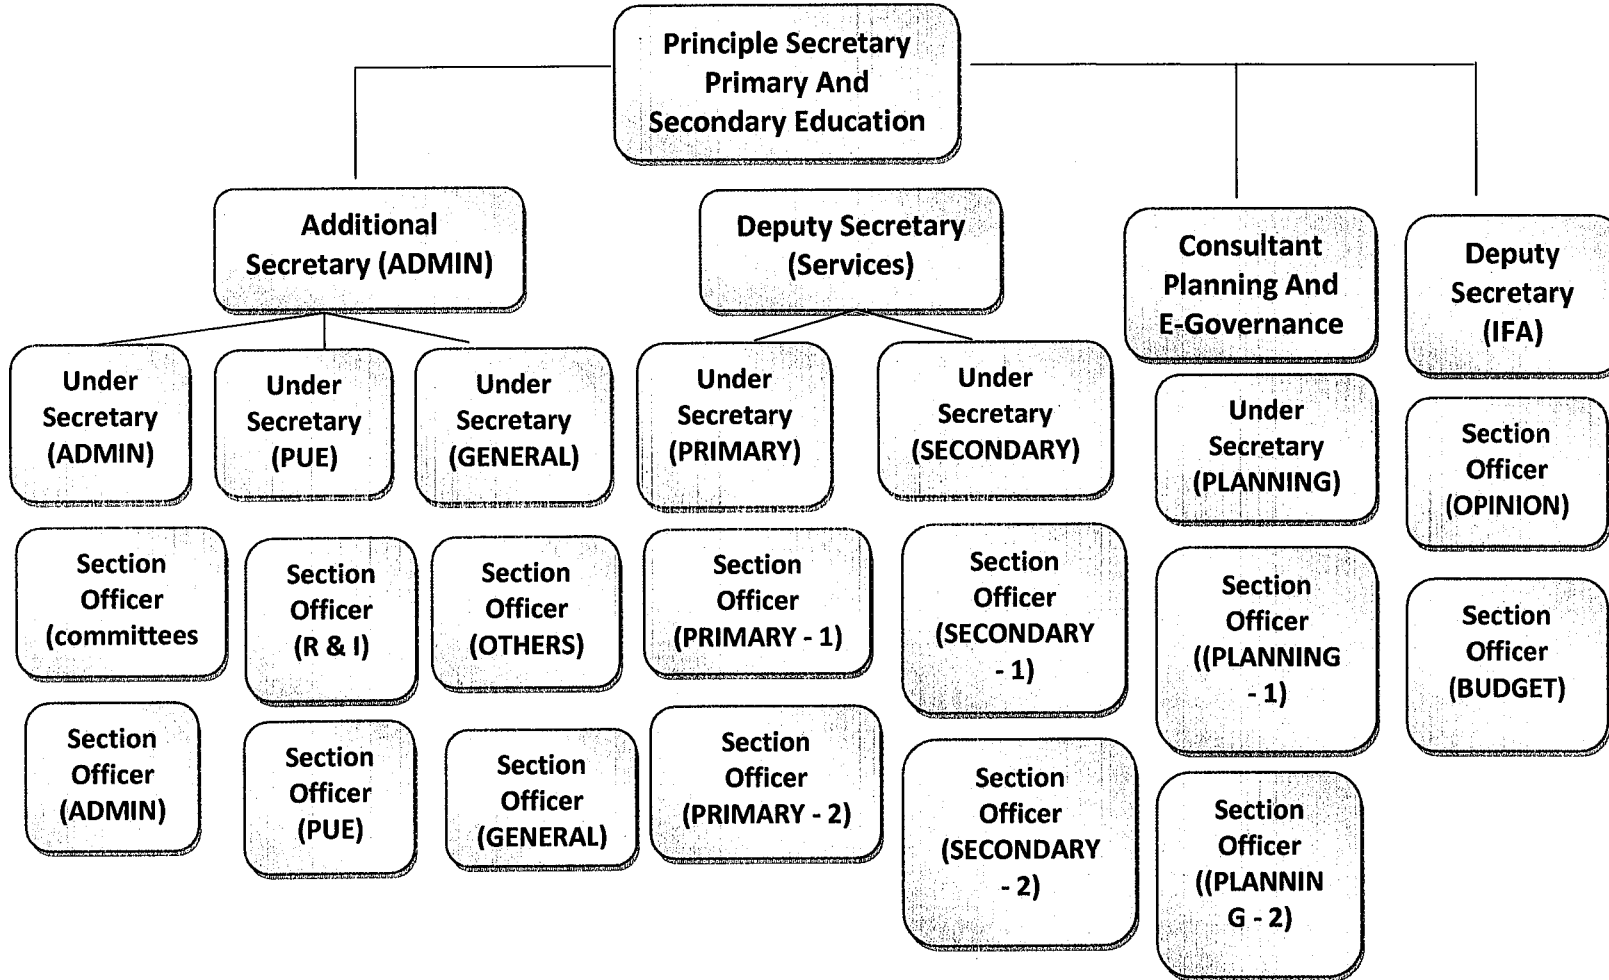 Principle Secretary
Primary And
Secondary Education
Additional
Secretary (ADMIN)
Deputy Secretary
(Services)
Consultant
Planning And
E-Governance
Deputy
Secretary
(IFA)
Under
Secretary
(ADMIN)
Under
Secretary
(PUE)
Under
Secretary
(GENERAL)
Under
Secretary
(PRIMARY)
Under
Secretary
(SECONDARY)
Under
Secretary
(PLANNING)
Section
Officer
(OPINION)
Section
Officer
(committees
Section
Officer
(R & I)
Section
Officer
(OTHERS)
Section
Officer
(PRIMARY - 1)
Section
Officer
(SECONDARY
- 1)
Section
Officer
((PLANNING
- 1)
Section
Officer
(BUDGET)
Section
Officer
(ADMIN)
Section
Officer
(PUE)
Section
Officer
(GENERAL)
Section
Officer
(PRIMARY - 2)
Section
Officer
(SECONDARY
- 2)
Section
Officer
((PLANNIN
G - 2)